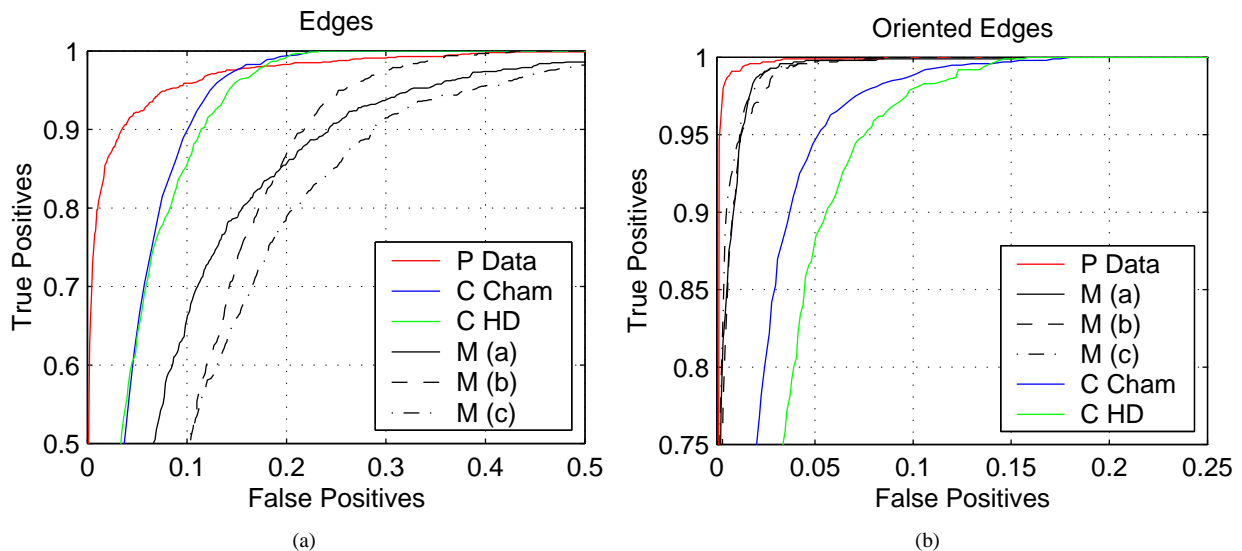 Edges
1
0.9
0.8
0.7
0.6
0.5
True Positives
0 0.1 0.2 0.3 0.4 0.5
False Positives
P Data
C Cham
C HD
M (a)
M (b)
M (c)
(a)
Oriented Edges
1
0.95
0.9
0.85
0.8
0.75
True Positives
0 0.05 0.1 0.15 0.2 0.25
False Positives
P Data
M (a)
M (b)
M (c)
C Cham
C HD
(b)